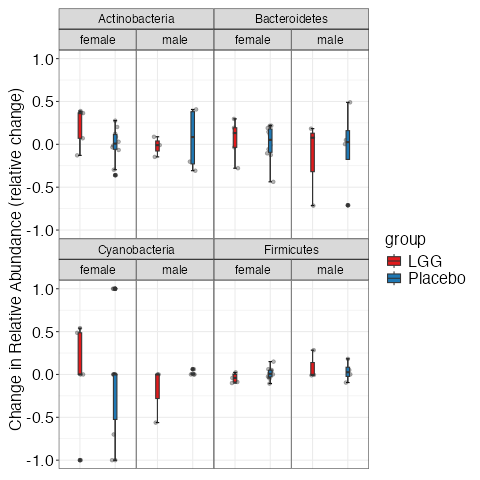 Actinobacteria Bacteroidetes
female male female male
1.0
0.5
0.0
-0.5
-1.0
Cyanobacteria Firmicutes
female male female male
1.0
0.5
0.0
-0.5
-1.0
Change in Relative Abundance (relative change)
group
LGG
Placebo